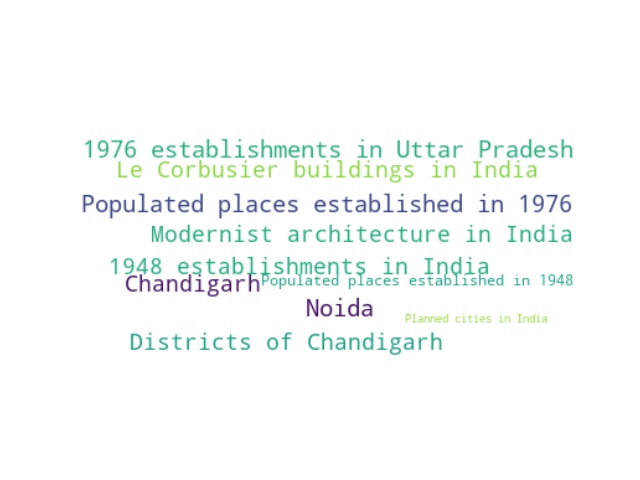 1976 establishments in Uttar Pradesh
Le Corbusier buildings in India
Populated places established in 1976
Modernist architecture in India
1948 establishments in India
Chandigarh
Populated places established in 1948
Noida
Planned cities in India
Districts of Chandigarh